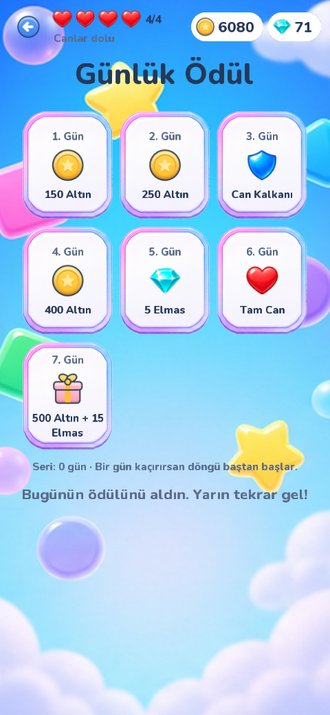 4/4
6080
71
Canlar dolu
Günlük Ödül
1. Gün
2. Gün
3. Gün
150 Altın
250 Altın
Can Kalkanı
4. Gün
5. Gün
6. Gün
400 Altın
5 Elmas
Tam Can
7. Gün
500 Altın + 15
Elmas
Seri: 0 gün · Bir gün kaçırırsan döngü baştan başlar.
Bugünün ödülünü aldın. Yarın tekrar gel!